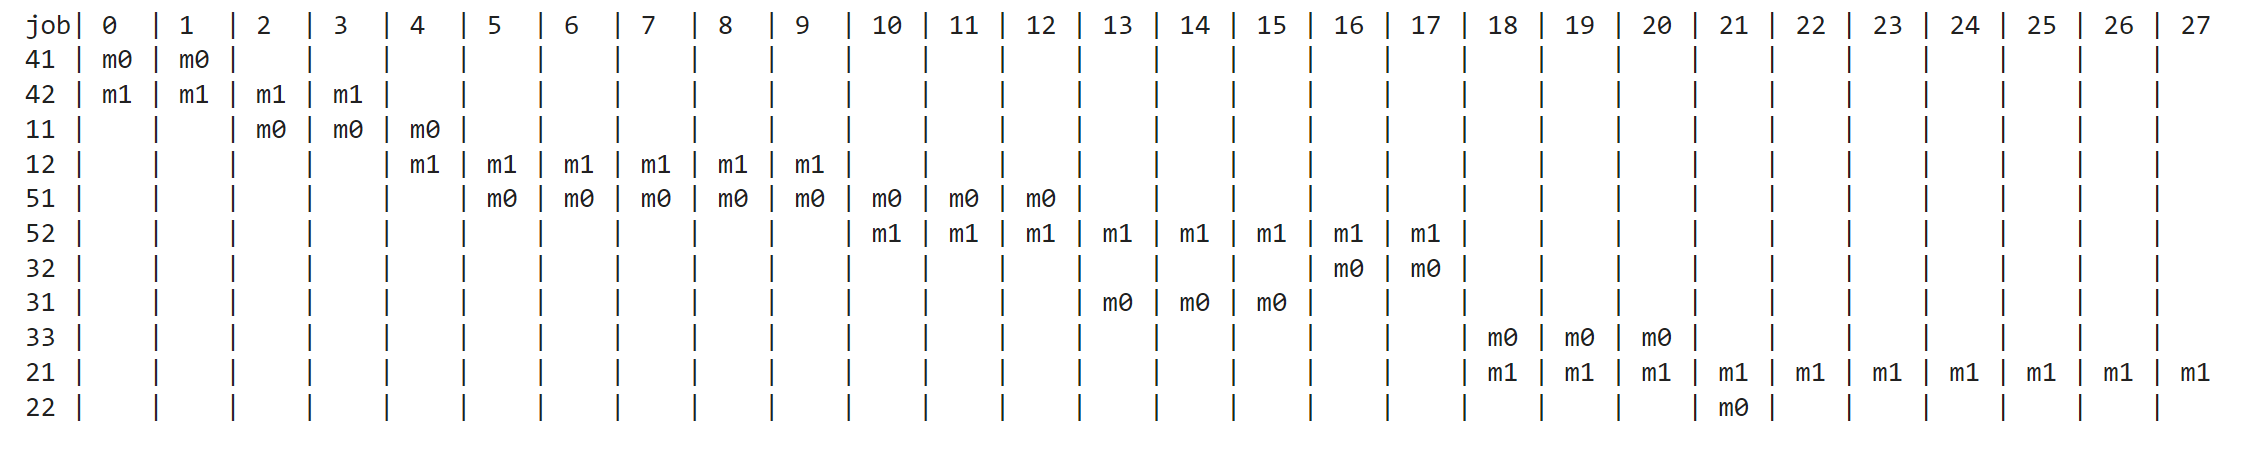 job| 0  | 1  | 2  | 3  | 4  | 5  | 6  | 7  | 8  | 9  | 10 | 11 | 12 | 13 | 14 | 15 | 16 | 17 | 18 | 19 | 20 | 21 | 22 | 23 | 24 | 25 | 26 | 27
41 | m0 | m0 |    |    |    |    |    |    |    |    |    |    |    |    |    |    |    |    |    |    |    |    |    |    |    |    |    |
42 | m1 | m1 | m1 | m1 |    |    |    |    |    |    |    |    |    |    |    |    |    |    |    |    |    |    |    |    |    |    |    |
11 |    |    | m0 | m0 | m0 |    |    |    |    |    |    |    |    |    |    |    |    |    |    |    |    |    |    |    |    |    |    |
12 |    |    |    |    | m1 | m1 | m1 | m1 | m1 | m1 |    |    |    |    |    |    |    |    |    |    |    |    |    |    |    |    |    |
51 |    |    |    |    |    | m0 | m0 | m0 | m0 | m0 | m0 | m0 | m0 |    |    |    |    |    |    |    |    |    |    |    |    |    |    |
52 |    |    |    |    |    |    |    |    |    |    | m1 | m1 | m1 | m1 | m1 | m1 | m1 | m1 |    |    |    |    |    |    |    |    |    |
32 |    |    |    |    |    |    |    |    |    |    |    |    |    |    |    |    | m0 | m0 |    |    |    |    |    |    |    |    |    |
31 |    |    |    |    |    |    |    |    |    |    |    |    |    | m0 | m0 | m0 |    |    |    |    |    |    |    |    |    |    |    |
33 |    |    |    |    |    |    |    |    |    |    |    |    |    |    |    |    |    |    | m0 | m0 | m0 |    |    |    |    |    |    |
21 |    |    |    |    |    |    |    |    |    |    |    |    |    |    |    |    |    |    | m1 | m1 | m1 | m1 | m1 | m1 | m1 | m1 | m1 | m1
22 |    |    |    |    |    |    |    |    |    |    |    |    |    |    |    |    |    |    |    |    |    | m0 |    |    |    |    |    |